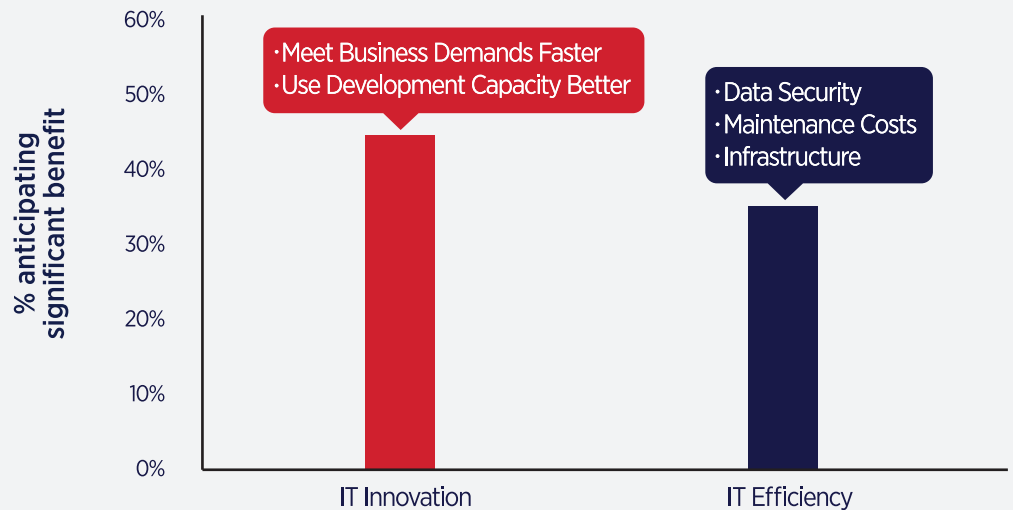 60%
50%
40%
30%
20%
10%
0%
% anticipating
significant benefit
·Meet Business Demands Faster
·Use Development Capacity Better
·Data Security
·Maintenance Costs
·Infrastructure
IT Innovation
IT Efficiency